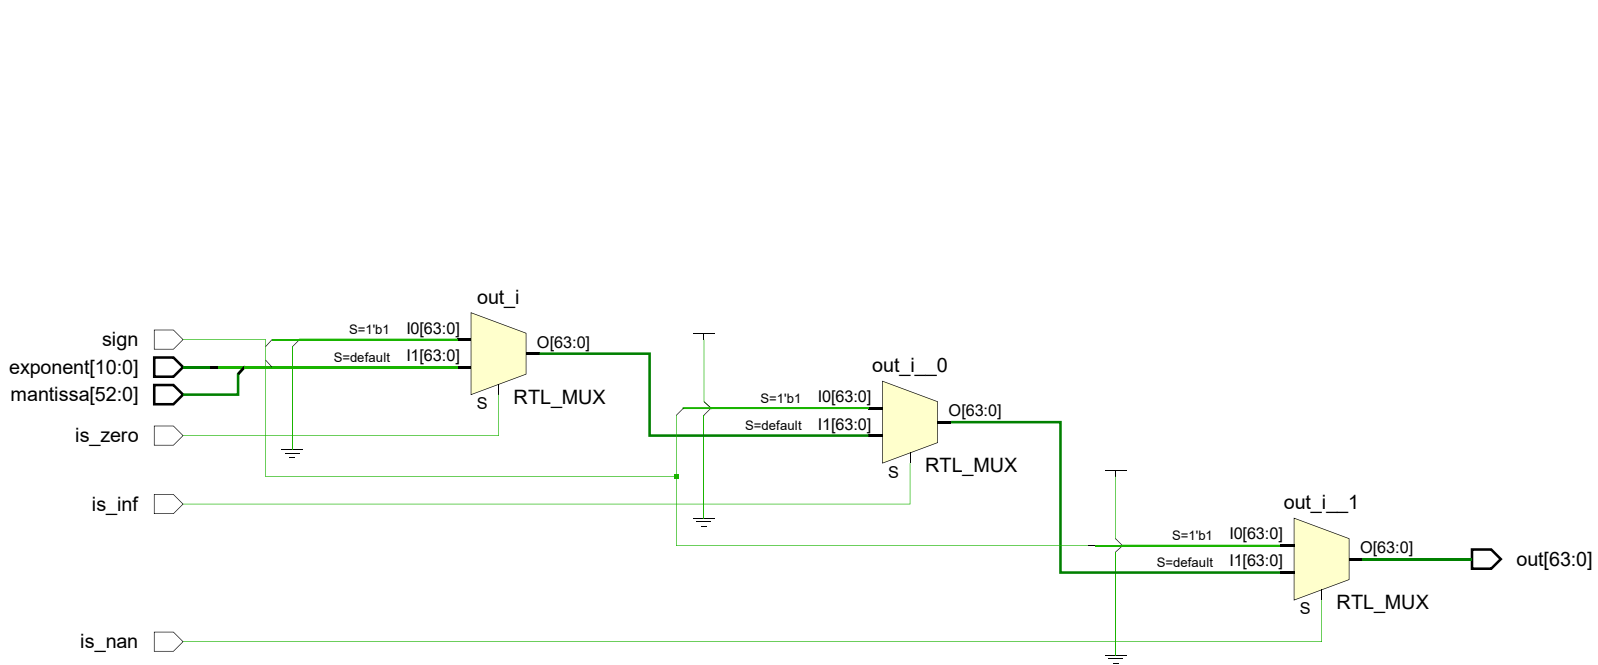 out_i
sign
S=1'b1
I0[63:0]
O[63:0]
exponent[10:0]
S=default
I1[63:0]
mantissa[52:0]
S
RTL_MUX
is_zero
out_i__0
S=1'b1
I0[63:0]
O[63:0]
S=default
I1[63:0]
S
RTL_MUX
is_inf
out_i__1
S=1'b1
I0[63:0]
O[63:0]
S=default
I1[63:0]
out[63:0]
S
RTL_MUX
is_nan